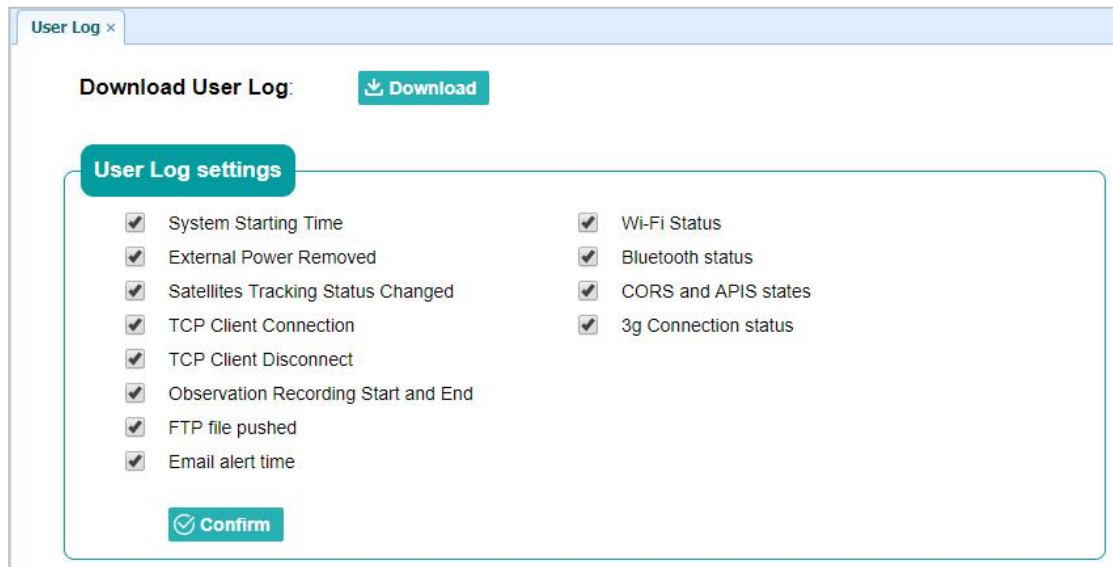 User Log ×
Download User Log: Download
User Log settings
System Starting Time
External Power Removed
Satellites Tracking Status Changed
TCP Client Connection
TCP Client Disconnect
Observation Recording Start and End
FTP file pushed
Email alert time
Wi-Fi Status
Bluetooth status
CORS and APIS states
3g Connection status
Confirm